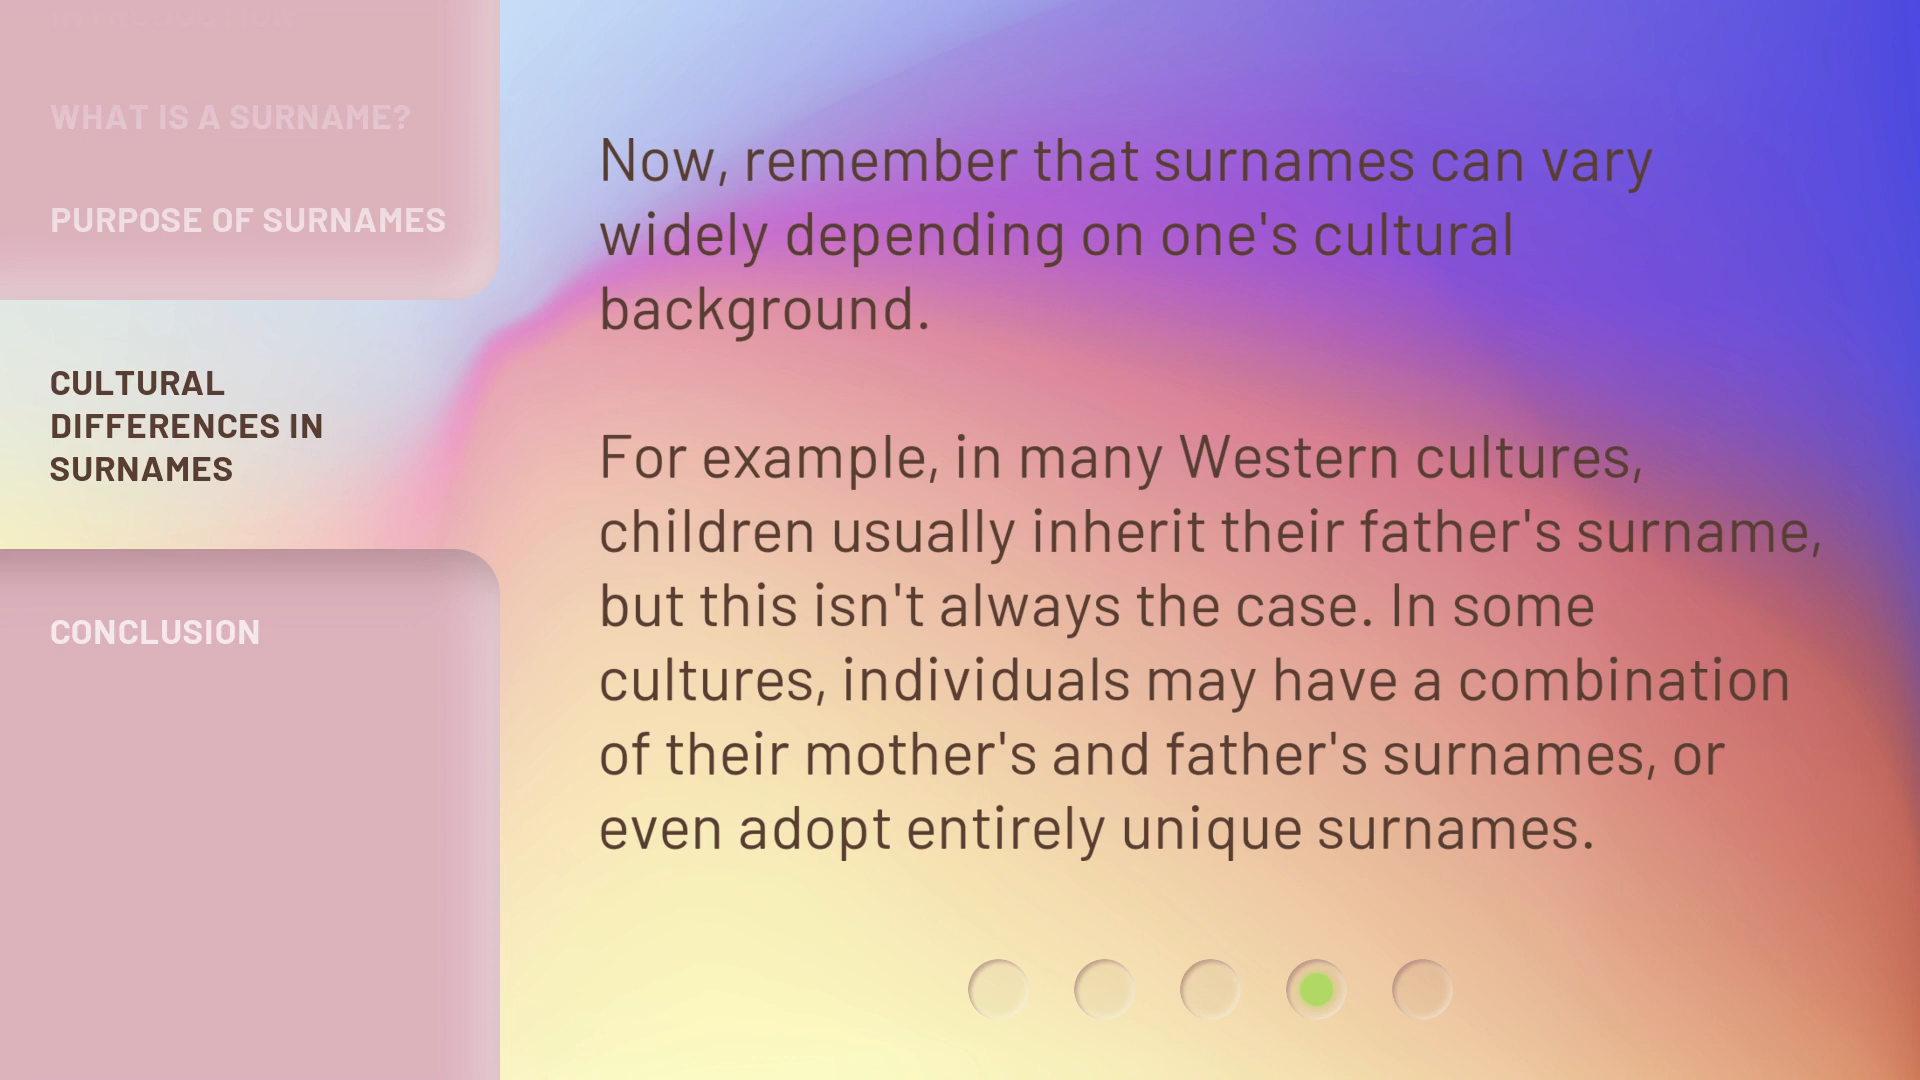 WHAT IS A SURNAME?
PURPOSE OF SURNAMES
CULTURAL
DIFFERENCES IN
SURNAMES
CONCLUSION
Now, remember that surnames can vary
widely depending on one's cultural
background.
For example, in many Western cultures,
children usually inherit their father's surname,
but this isn't always the case. In some
cultures, individuals may have a combination
of their mother's and father's surnames, or
even adopt entirely unique surnames.